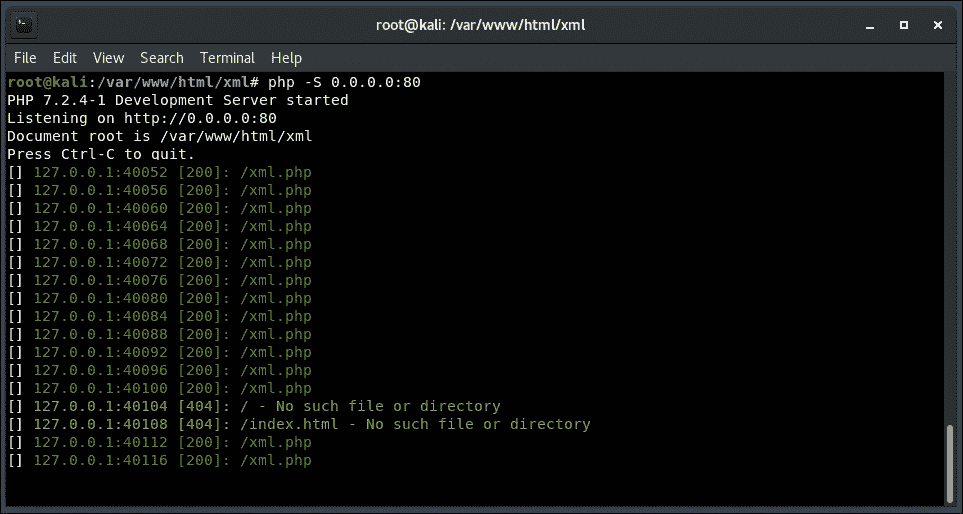 root@kali: /var/www/html/xml
File Edit View Search Terminal Help
root@kali:/var/www/html/xml# php -S 0.0.0.0:80
PHP 7.2.4-1 Development Server started
Listening on http://0.0.0.0:80
Document root is /var/www/html/xml
Press Ctrl-C to quit.
[] 127.0.0.1:40052 [200]: /xml.php
[] 127.0.0.1:40056 [200]: /xml.php
[] 127.0.0.1:40060 [200]: /xml.php
[] 127.0.0.1:40064 [200]: /xml.php
[] 127.0.0.1:40068 [200]: /xml.php
[] 127.0.0.1:40072 [200]: /xml.php
[] 127.0.0.1:40076 [200]: /xml.php
[] 127.0.0.1:40080 [200]: /xml.php
[] 127.0.0.1:40084 [200]: /xml.php
[] 127.0.0.1:40088 [200]: /xml.php
[] 127.0.0.1:40092 [200]: /xml.php
[] 127.0.0.1:40096 [200]: /xml.php
[] 127.0.0.1:40100 [200]: /xml.php
[] 127.0.0.1:40104 [404]: / - No such file or directory
[] 127.0.0.1:40108 [404]: /index.html - No such file or directory
[] 127.0.0.1:40112 [200]: /xml.php
[] 127.0.0.1:40116 [200]: /xml.php